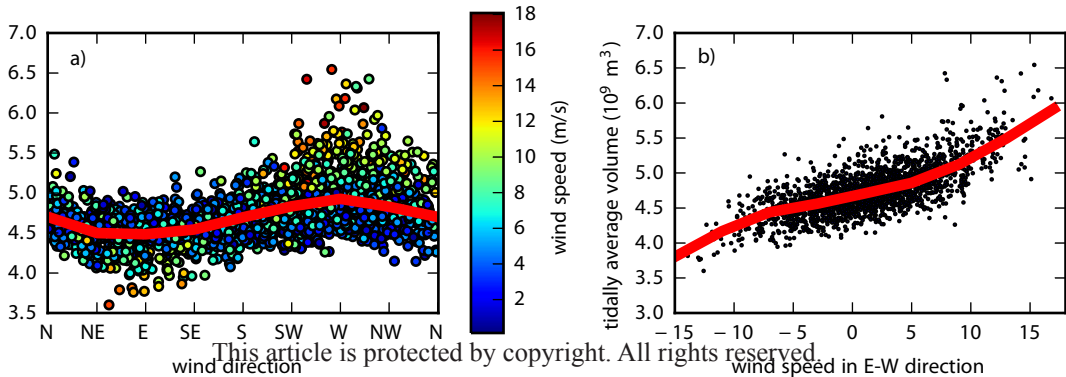 a)
7.0
6.5
6.0
5.5
5.0
4.5
4.0
3.5
N NE E SE S SW W NW N
wind direction
18
16
14
12
10
8
6
4
2
wind speed (m/s)
b)
tidally average volume (10⁹ m³)
7.0
6.5
6.0
5.5
5.0
4.5
4.0
3.5
3.0
−15 −10 −5 0 5 10 15
wind speed in E-W direction
This article is protected by copyright. All rights reserved.